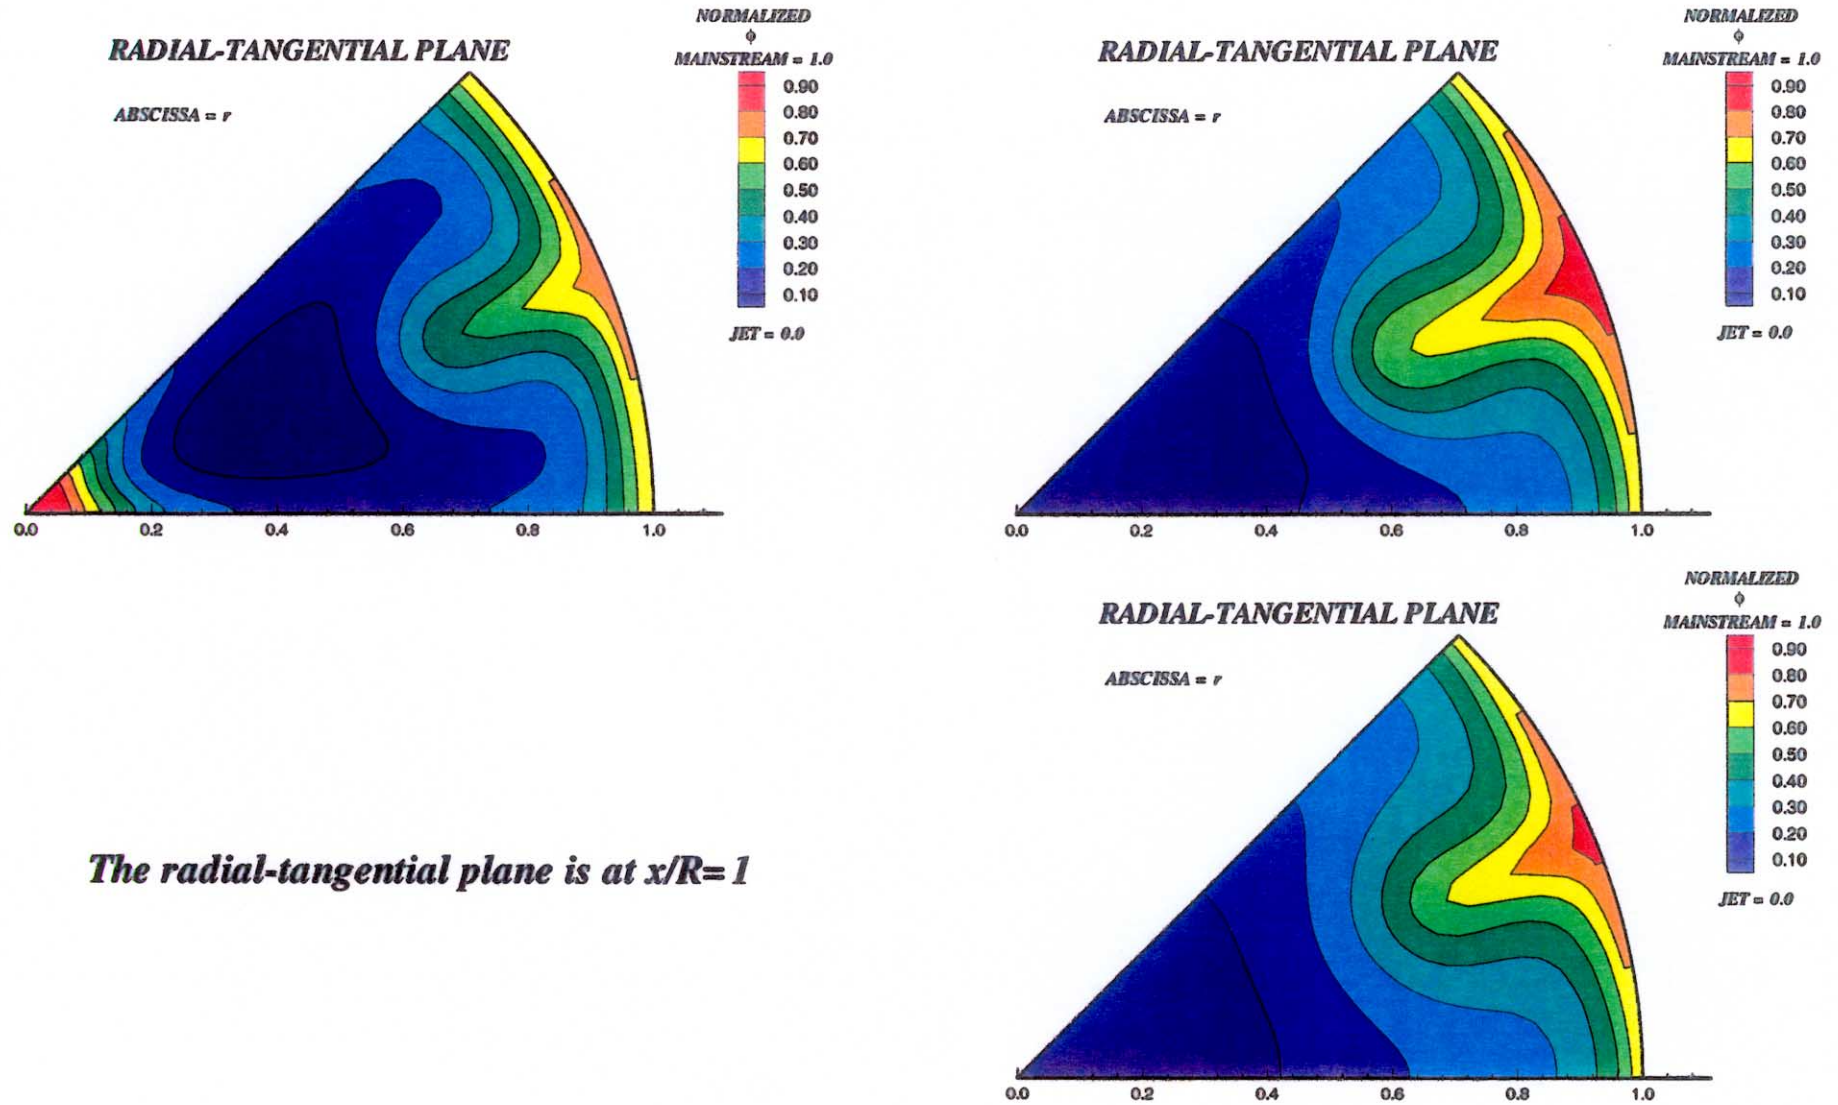 NORMALIZED
ϕ
MAINSTREAM = 1.0
RADIAL-TANGENTIAL PLANE
ABSCISSA = r
0.90
0.80
0.70
0.60
0.50
0.40
0.30
0.20
0.10
JET = 0.0
0.0 0.2 0.4 0.6 0.8 1.0
NORMALIZED
ϕ
MAINSTREAM = 1.0
RADIAL-TANGENTIAL PLANE
ABSCISSA = r
0.90
0.80
0.70
0.60
0.50
0.40
0.30
0.20
0.10
JET = 0.0
0.0 0.2 0.4 0.6 0.8 1.0
The radial-tangential plane is at x/R=1
NORMALIZED
ϕ
MAINSTREAM = 1.0
RADIAL-TANGENTIAL PLANE
ABSCISSA = r
0.90
0.80
0.70
0.60
0.50
0.40
0.30
0.20
0.10
JET = 0.0
0.0 0.2 0.4 0.6 0.8 1.0